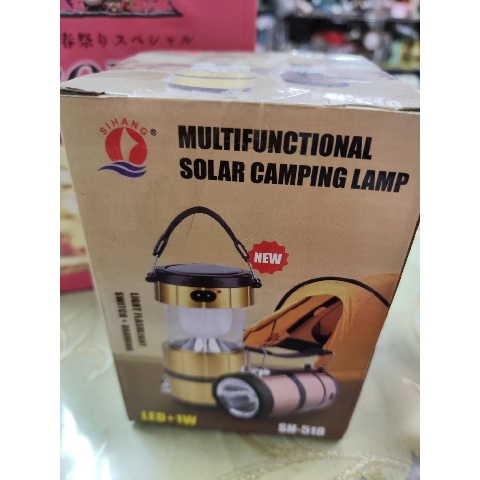 春祭りスペシャル
SIHANG®
MULTIFUNCTIONAL
SOLAR CAMPING LAMP
NEW
LIGHT FLASHLIGHT
LED+1W
SH-518